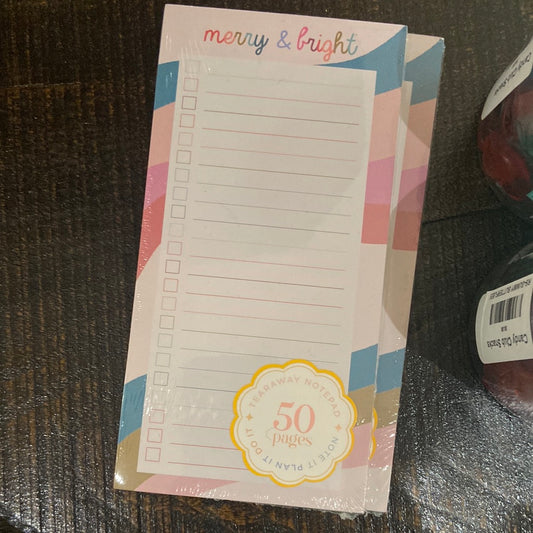 merry & bright
TEARAWAY NOTEPAD
50
pages
NOTE IT PLAN IT DO IT
Candy Club Snacks